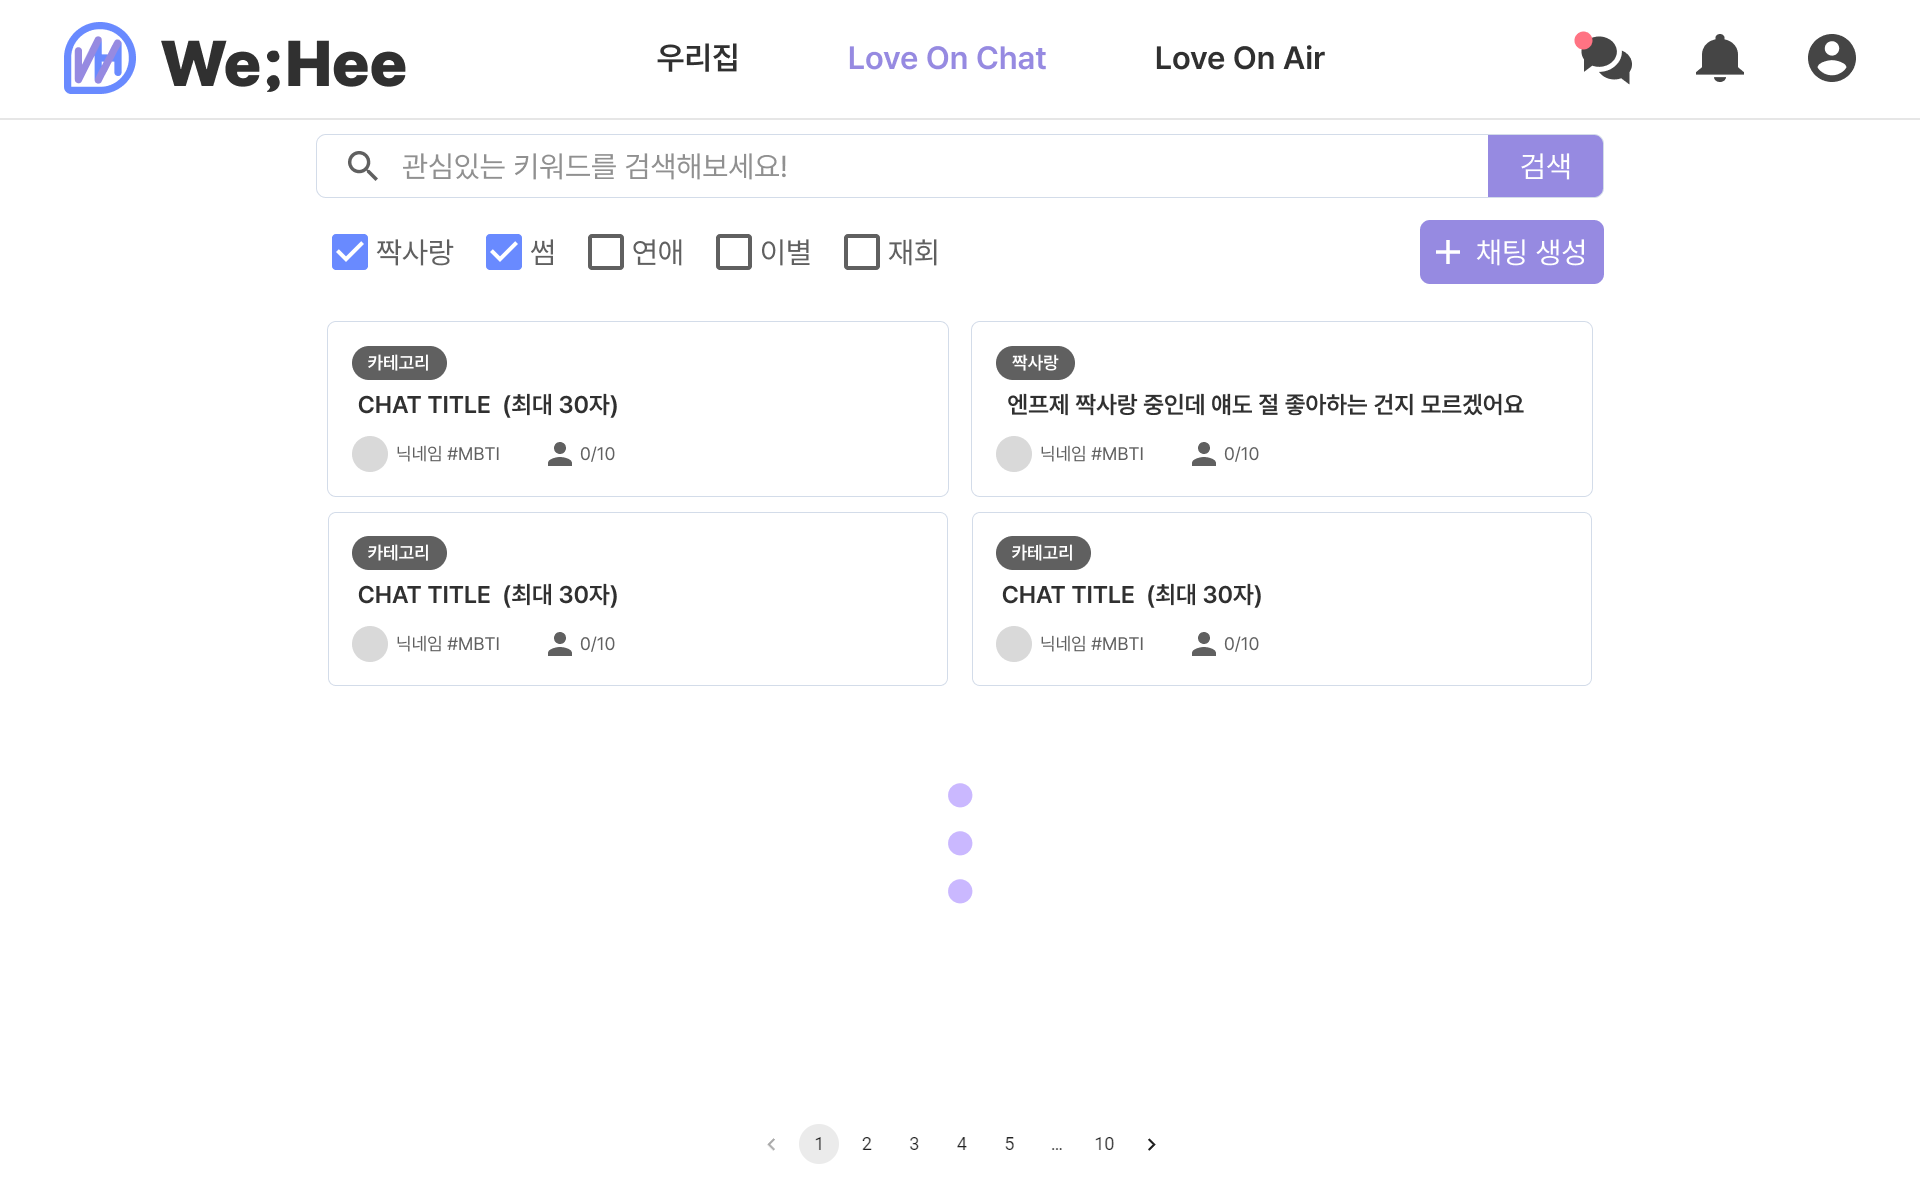 We;Hee
우리집
Love On Chat
Love On Air
관심있는 키워드를 검색해보세요!
검색
짝사랑
썸
연애
이별
재회
채팅 생성
카테고리
CHAT TITLE (최대 30자)
닉네임 #MBTI
0/10
짝사랑
엔프제 짝사랑 중인데 얘도 절 좋아하는 건지 모르겠어요
닉네임 #MBTI
0/10
카테고리
CHAT TITLE (최대 30자)
닉네임 #MBTI
0/10
카테고리
CHAT TITLE (최대 30자)
닉네임 #MBTI
0/10
1 2 3 4 5 ... 10